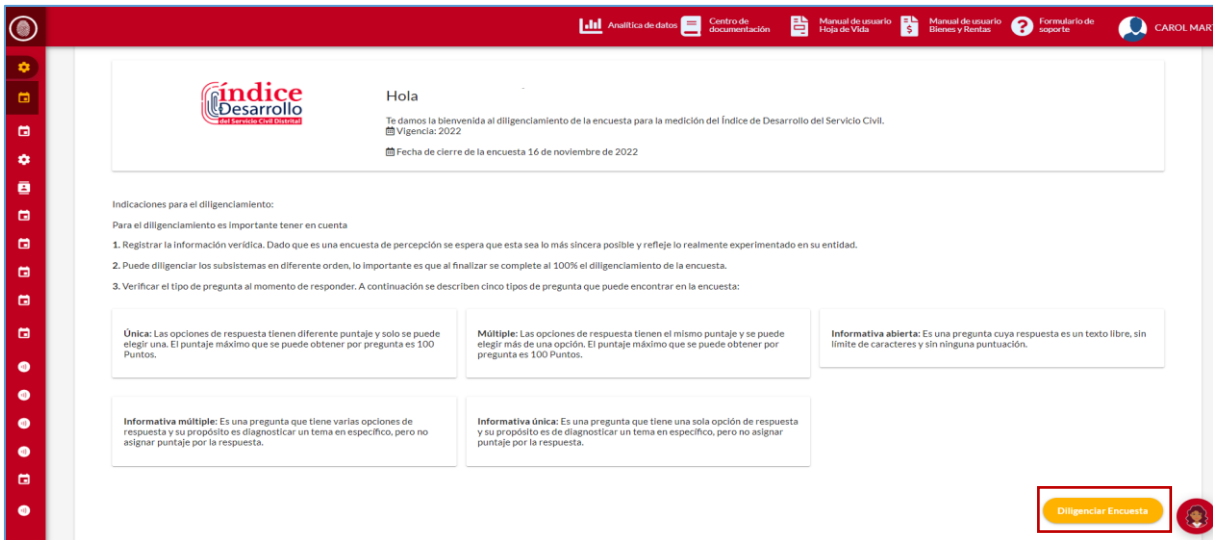 Analítica de datos
Centro de
documentación
Manual de usuario
Hoja de Vida
Manual de usuario
Bienes y Rentas
Formulario de
soporte
CAROL MAR
índice
Desarrollo
del Servicio Civil Distrital
Hola
Te damos la bienvenida al diligenciamiento de la encuesta para la medición del Índice de Desarrollo del Servicio Civil.
Vigencia: 2022
Fecha de cierre de la encuesta 16 de noviembre de 2022
Indicaciones para el diligenciamiento:
Para el diligenciamiento es importante tener en cuenta
1. Registrar la información verídica. Dado que es una encuesta de percepción se espera que esta sea lo más sincera posible y refleje lo realmente experimentado en su entidad.
2. Puede diligenciar los subsistemas en diferente orden, lo importante es que al finalizar se complete al 100% el diligenciamiento de la encuesta.
3. Verificar el tipo de pregunta al momento de responder. A continuación se describen cinco tipos de pregunta que puede encontrar en la encuesta:
Única: Las opciones de respuesta tienen diferente puntaje y solo se puede
elegir una. El puntaje máximo que se puede obtener por pregunta es 100
Puntos.
Múltiple: Las opciones de respuesta tienen el mismo puntaje y se puede
elegir más de una opción. El puntaje máximo que se puede obtener por
pregunta es 100 Puntos.
Informativa abierta: Es una pregunta cuya respuesta es un texto libre, sin
límite de caracteres y sin ninguna puntuación.
Informativa múltiple: Es una pregunta que tiene varias opciones de
respuesta y su propósito es diagnosticar un tema en específico, pero no
asignar puntaje por la respuesta.
Informativa única: Es una pregunta que tiene una sola opción de respuesta
y su propósito es de diagnosticar un tema en específico, pero no asignar
puntaje por la respuesta.
Diligenciar Encuesta